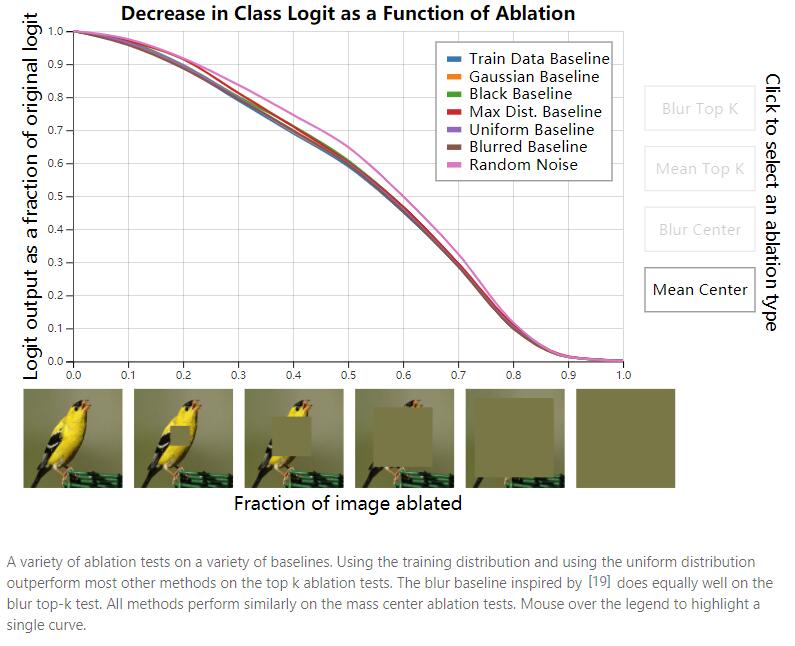 Decrease in Class Logit as a Function of Ablation
Logit output as a fraction of original logit
1.0
0.9
0.8
0.7
0.6
0.5
0.4
0.3
0.2
0.1
0.0
Train Data Baseline
Gaussian Baseline
Black Baseline
Max Dist. Baseline
Uniform Baseline
Blurred Baseline
Random Noise
0.0 0.1 0.2 0.3 0.4 0.5 0.6 0.7 0.8 0.9 1.0
Fraction of image ablated
Blur Top K
Mean Top K
Blur Center
Mean Center
Click to select an ablation type
A variety of ablation tests on a variety of baselines. Using the training distribution and using the uniform distribution
outperform most other methods on the top k ablation tests. The blur baseline inspired by [19] does equally well on the
blur top-k test. All methods perform similarly on the mass center ablation tests. Mouse over the legend to highlight a
single curve.